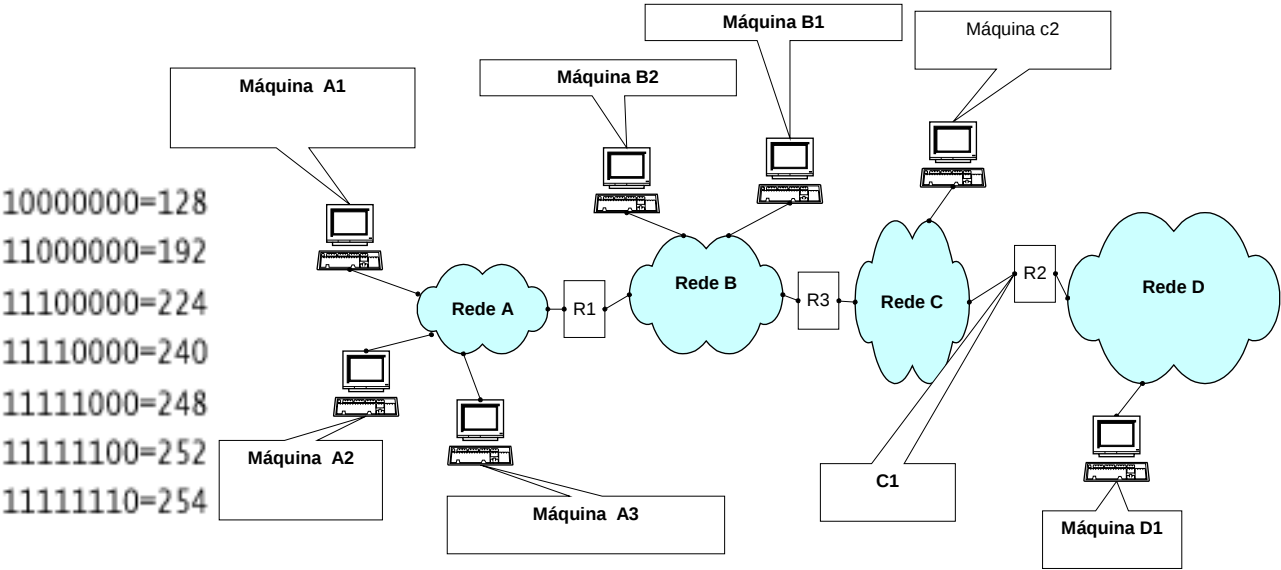 Máquina B1
Máquina c2
Máquina B2
Máquina A1
10000000=128
11000000=192
11100000=224
11110000=240
11111000=248
11111100=252
11111110=254
Rede A
R1
Rede B
R3
Rede C
R2
Rede D
Máquina A2
Máquina A3
C1
Máquina D1